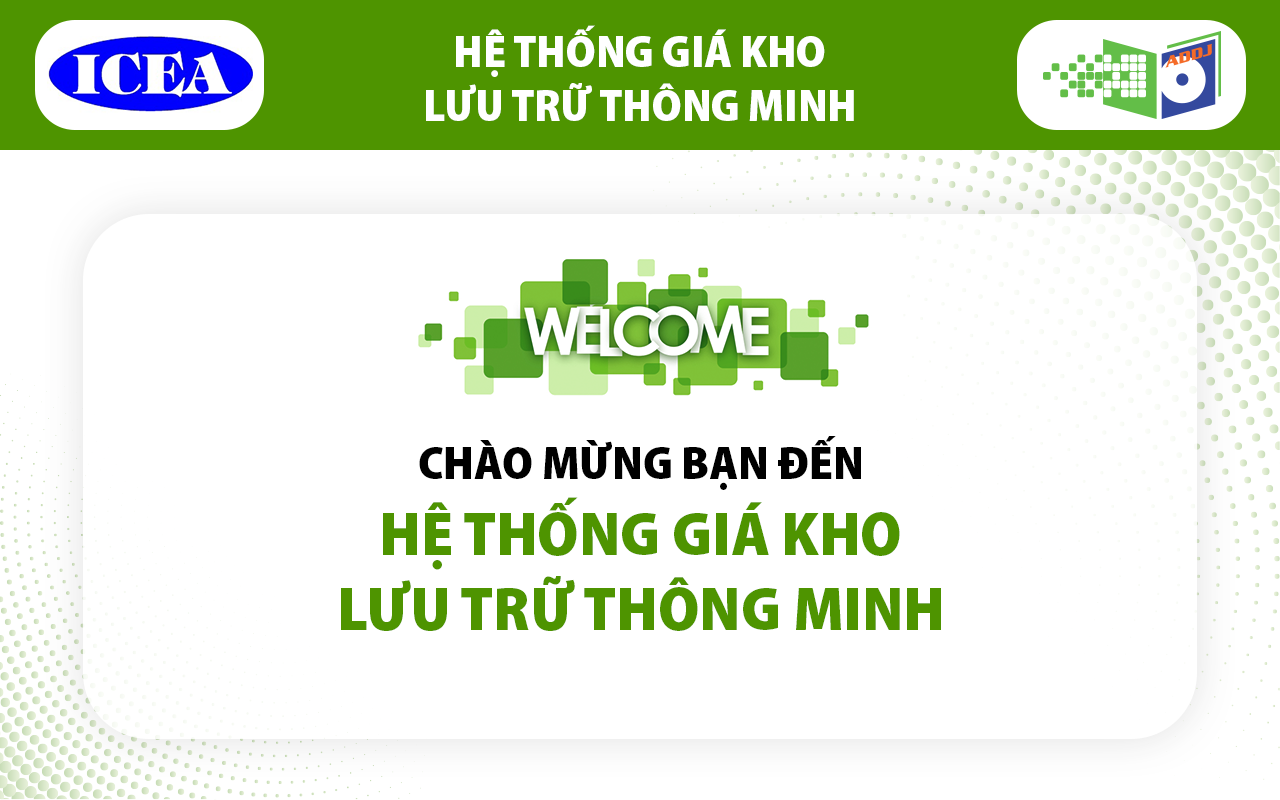 ICEA
HỆ THỐNG GIÁ KHO
LƯU TRỮ THÔNG MINH
ADDJ
WELCOME
CHÀO MỪNG BẠN ĐẾN
HỆ THỐNG GIÁ KHO
LƯU TRỮ THÔNG MINH